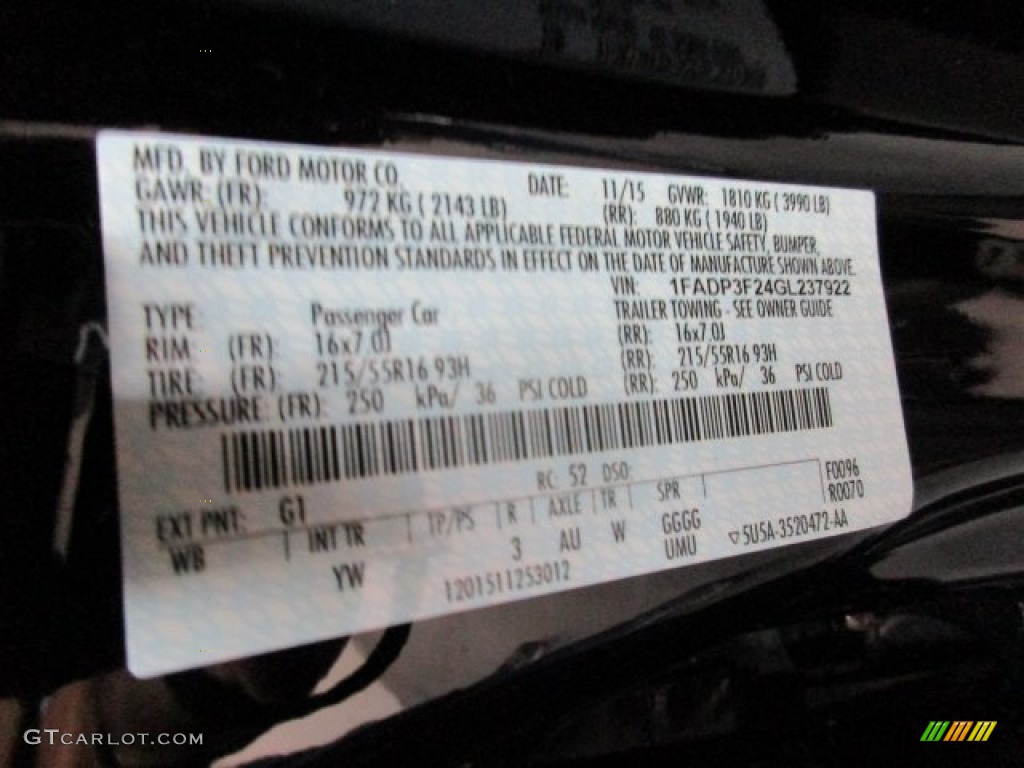 MFD. BY FORD MOTOR CO. DATE: 11/15 GVWR: 1810 KG ( 3990 LB)
GAWR: (FR): 972 KG ( 2143 LB) (RR): 880 KG ( 1940 LB)
THIS VEHICLE CONFORMS TO ALL APPLICABLE FEDERAL MOTOR VEHICLE SAFETY, BUMPER,
AND THEFT PREVENTION STANDARDS IN EFFECT ON THE DATE OF MANUFACTURE SHOWN ABOVE.
VIN: 1FADP3F24GL237922
TYPE: Passenger Car TRAILER TOWING - SEE OWNER GUIDE
RIM: (FR): 16x7.0J (RR): 16x7.0J
TIRE: (FR): 215/55R16 93H (RR): 215/55R16 93H
PRESSURE: (FR): 250 kPa/ 36 PSI COLD (RR): 250 kPa/ 36 PSI COLD
RC: 52 DSO:
EXT PNT: G1 F0096
WB INT TR TP/PS R AXLE TR SPR R0070
YW 3 AU W GGGG
UMU ▽5U5A-3520472-AA
1201511253012
GTCARLOT.COM